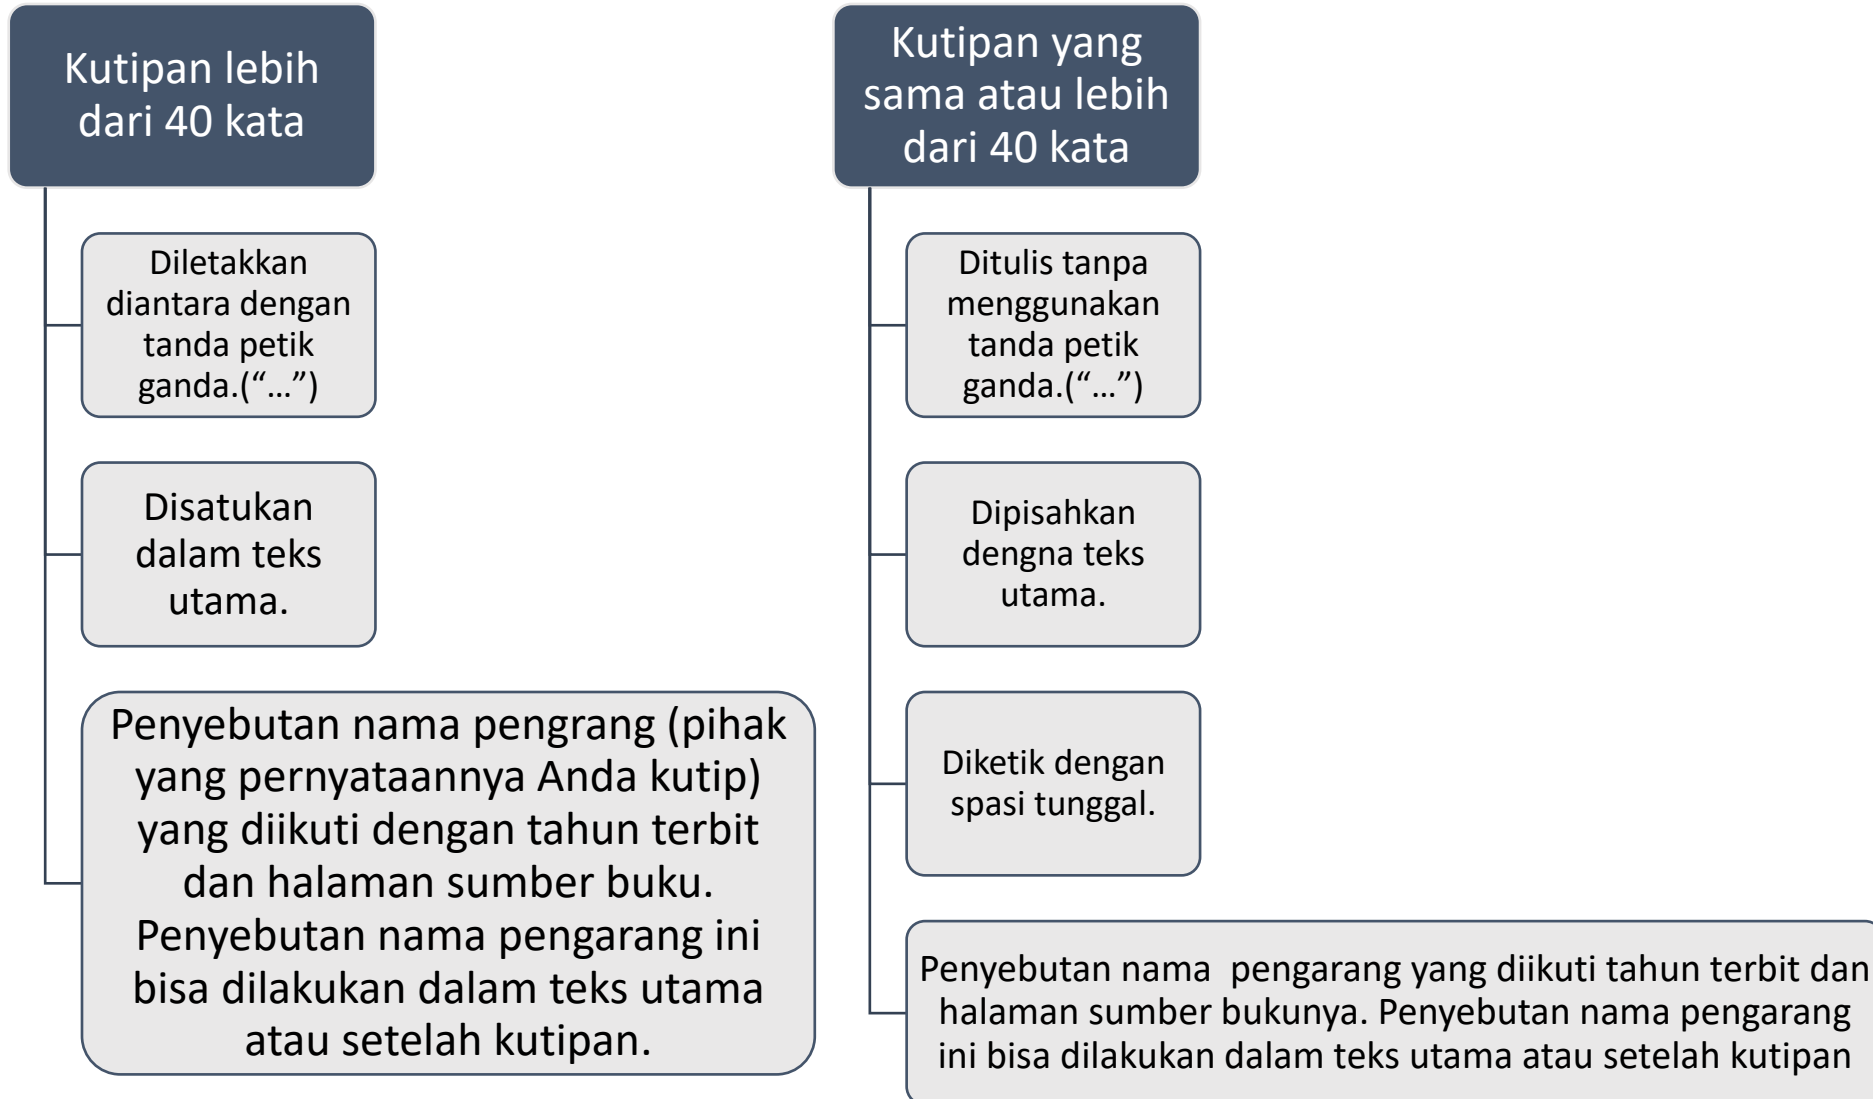 Kutipan lebih
dari 40 kata
Diletakkan
diantara dengan
tanda petik
ganda.(“…”)
Disatukan
dalam teks
utama.
Penyebutan nama pengrang (pihak
yang pernyataannya Anda kutip)
yang diikuti dengan tahun terbit
dan halaman sumber buku.
Penyebutan nama pengarang ini
bisa dilakukan dalam teks utama
atau setelah kutipan.
Kutipan yang
sama atau lebih
dari 40 kata
Ditulis tanpa
menggunakan
tanda petik
ganda.(“…”)
Dipisahkan
dengna teks
utama.
Diketik dengan
spasi tunggal.
Penyebutan nama  pengarang yang diikuti tahun terbit dan
halaman sumber bukunya. Penyebutan nama pengarang
ini bisa dilakukan dalam teks utama atau setelah kutipan